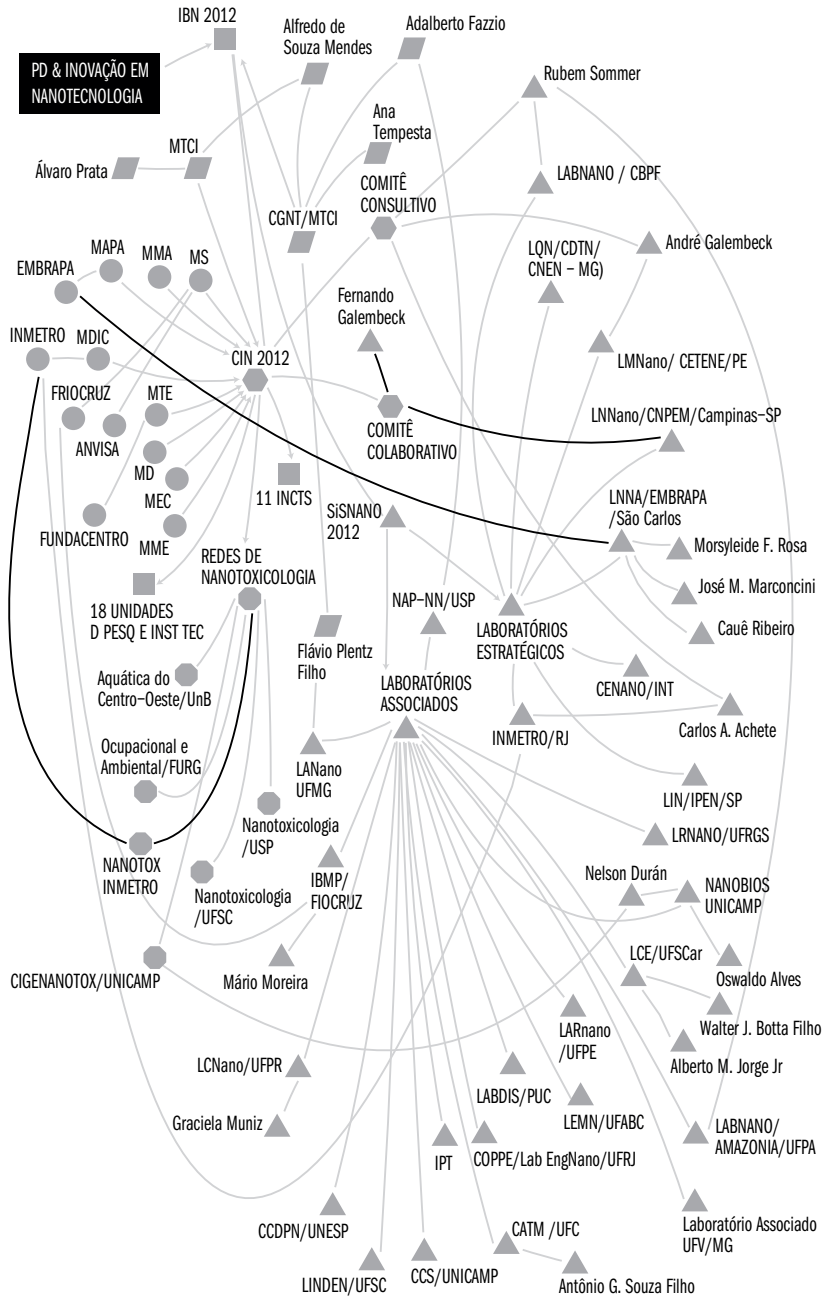 IBN 2012
Alfredo de
Souza Mendes
Adalberto Fazzio
PD & INOVAÇÃO EM
NANOTECNOLOGIA
Rubem Sommer
Ana
Tempesta
MTCI
Álvaro Prata
LABNANO / CBPF
COMITÊ
CONSULTIVO
CGNT/MTCI
André Galembeck
LQN/CDTN/
CNEN – MG)
MAPA
MMA
MS
EMBRAPA
Fernando
Galembeck
INMETRO
MDIC
CIN 2012
LMNano/ CETENE/PE
FRIOCRUZ
MTE
LNNano/CNPEM/Campinas–SP
COMITÊ
COLABORATIVO
ANVISA
MD
MEC
11 INCTS
LNNA/EMBRAPA
/São Carlos
SiSNANO
2012
FUNDACENTRO
MME
Morsyleide F. Rosa
REDES DE
NANOTOXICOLOGIA
José M. Marconcini
18 UNIDADES
D PESQ E INST TEC
NAP–NN/USP
Cauê Ribeiro
LABORATÓRIOS
ESTRATÉGICOS
Flávio Plentz
Filho
Aquática do
Centro–Oeste/UnB
LABORATÓRIOS
ASSOCIADOS
CENANO/INT
Carlos A. Achete
INMETRO/RJ
Ocupacional e
Ambiental/FURG
LANano
UFMG
LIN/IPEN/SP
Nanotoxicologia
/USP
LRNANO/UFRGS
NANOTOX
INMETRO
Nelson Durán
IBMP/
FIOCRUZ
NANOBIOS
UNICAMP
Nanotoxicologia
/UFSC
LCE/UFSCar
CIGENANOTOX/UNICAMP
Mário Moreira
Oswaldo Alves
Walter J. Botta Filho
LARnano
/UFPE
Alberto M. Jorge Jr
LCNano/UFPR
LABDIS/PUC
LEMN/UFABC
Graciela Muniz
LABNANO/
AMAZONIA/UFPA
IPT
COPPE/Lab EngNano/UFRJ
CCDPN/UNESP
Laboratório Associado
UFV/MG
CATM /UFC
LINDEN/UFSC
CCS/UNICAMP
Antônio G. Souza Filho